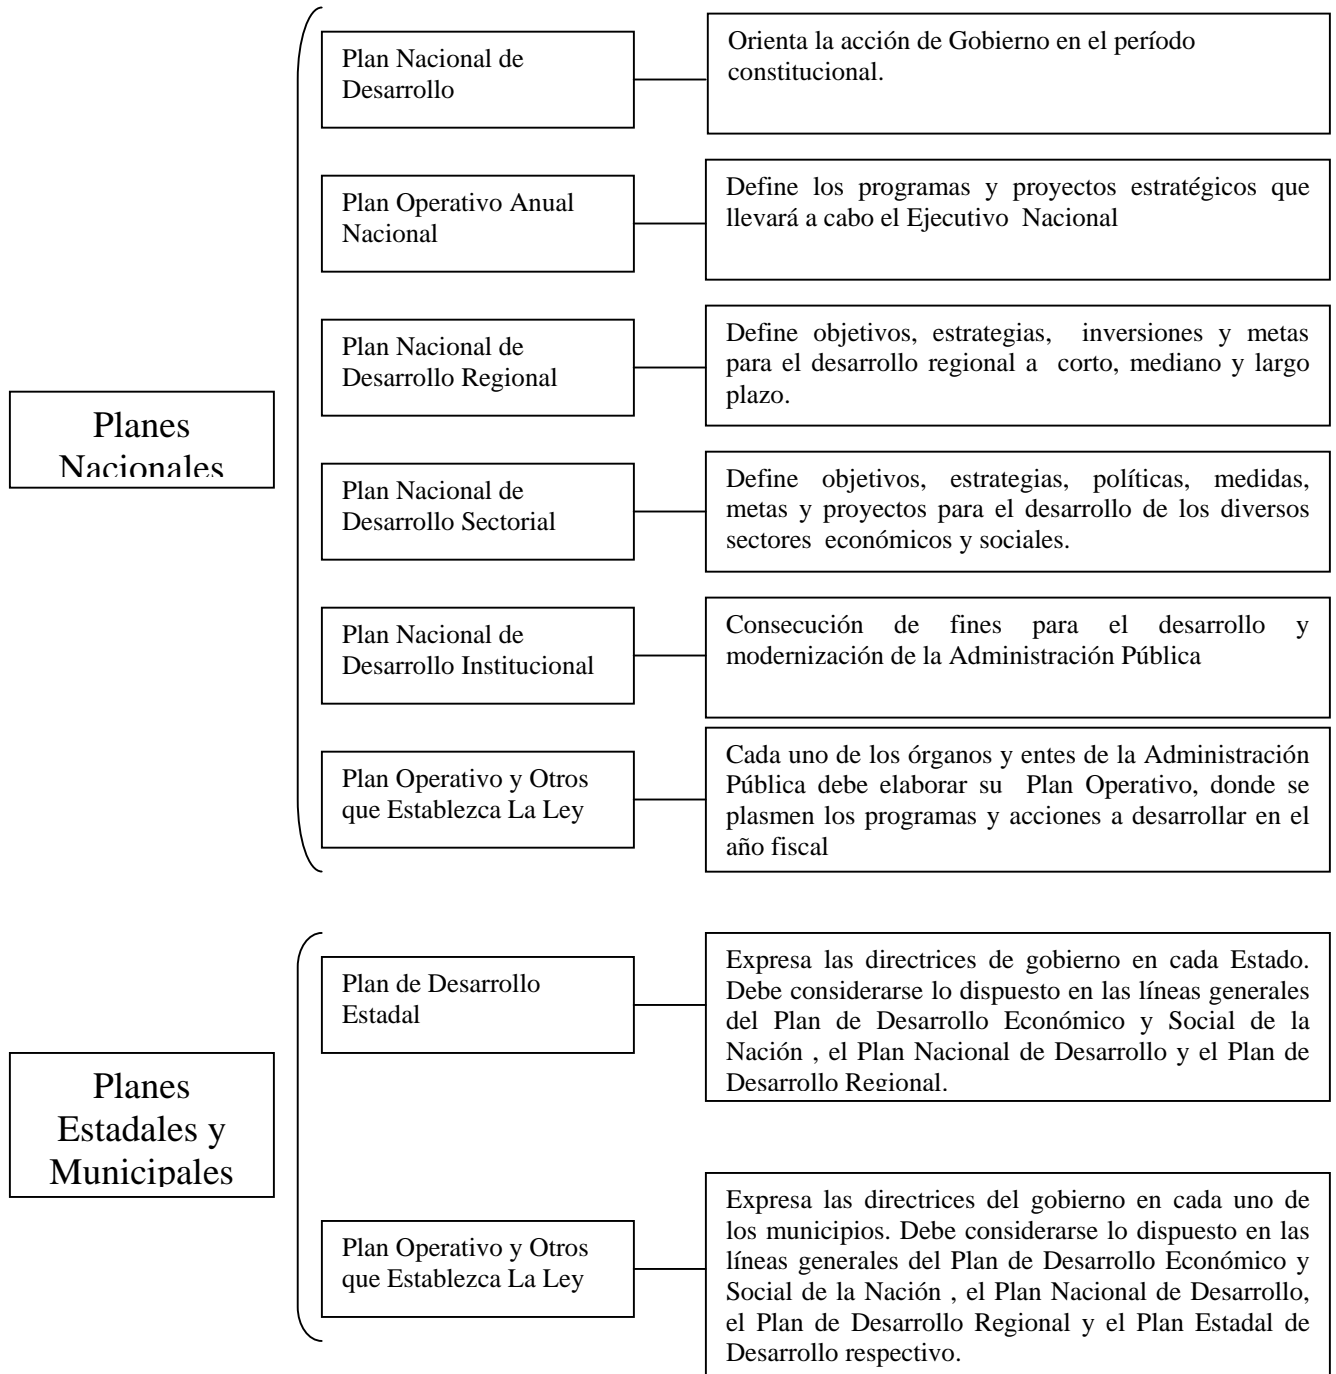 Plan Nacional de
Desarrollo
Orienta la acción de Gobierno en el período
constitucional.
Plan Operativo Anual
Nacional
Define los programas y proyectos estratégicos que
llevará a cabo el Ejecutivo Nacional
Plan Nacional de
Desarrollo Regional
Define objetivos, estrategias, inversiones y metas
para el desarrollo regional a corto, mediano y largo
plazo.
Planes
Nacionales
Plan Nacional de
Desarrollo Sectorial
Define objetivos, estrategias, políticas, medidas,
metas y proyectos para el desarrollo de los diversos
sectores económicos y sociales.
Plan Nacional de
Desarrollo Institucional
Consecución de fines para el desarrollo y
modernización de la Administración Pública
Plan Operativo y Otros
que Establezca La Ley
Cada uno de los órganos y entes de la Administración
Pública debe elaborar su Plan Operativo, donde se
plasmen los programas y acciones a desarrollar en el
año fiscal
Plan de Desarrollo
Estadal
Expresa las directrices de gobierno en cada Estado.
Debe considerarse lo dispuesto en las líneas generales
del Plan de Desarrollo Económico y Social de la
Nación , el Plan Nacional de Desarrollo y el Plan de
Desarrollo Regional.
Planes
Estadales y
Municipales
Plan Operativo y Otros
que Establezca La Ley
Expresa las directrices del gobierno en cada uno de
los municipios. Debe considerarse lo dispuesto en las
líneas generales del Plan de Desarrollo Económico y
Social de la Nación , el Plan Nacional de Desarrollo,
el Plan de Desarrollo Regional y el Plan Estadal de
Desarrollo respectivo.